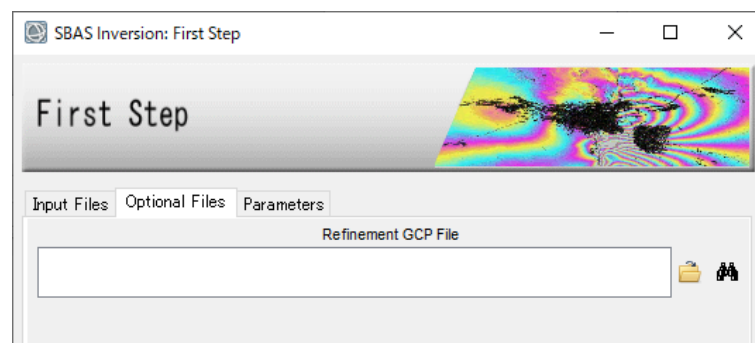 SBAS Inversion: First Step
First Step
Input Files Optional Files Parameters
Refinement GCP File